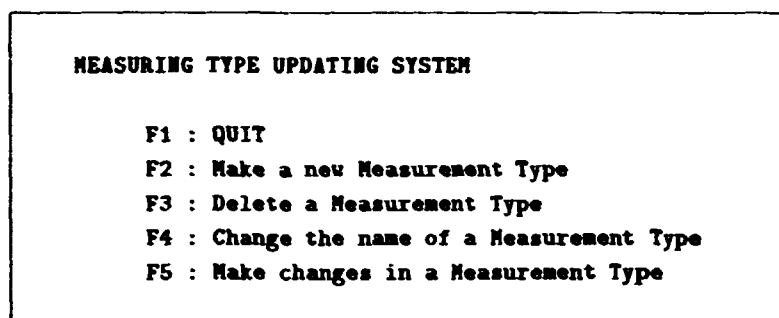 MEASURING TYPE UPDATING SYSTEM
F1 : QUIT
F2 : Make a new Measurement Type
F3 : Delete a Measurement Type
F4 : Change the name of a Measurement Type
F5 : Make changes in a Measurement Type